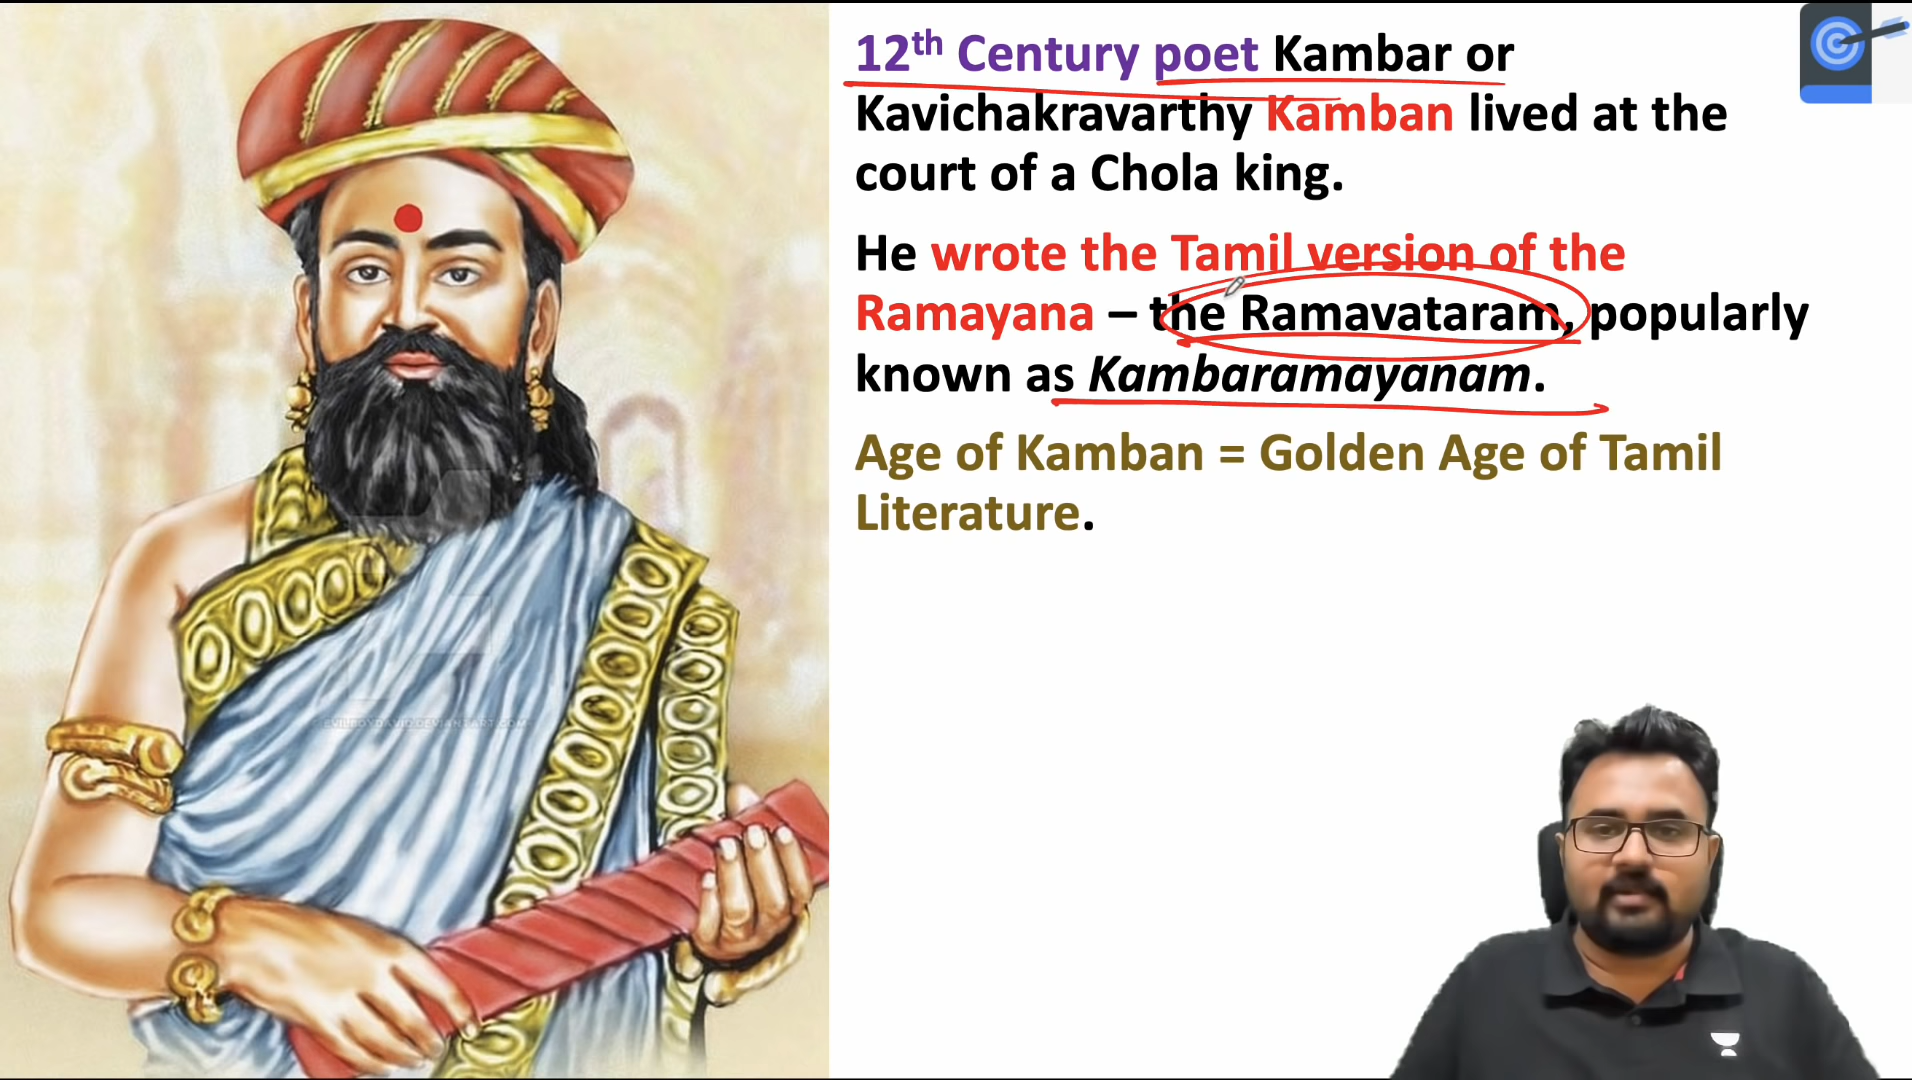 12th Century poet Kambar or
Kavichakravarthy Kamban lived at the
court of a Chola king.
He wrote the Tamil version of the
Ramayana – the Ramavataram, popularly
known as Kambaramayanam.
Age of Kamban = Golden Age of Tamil
Literature.